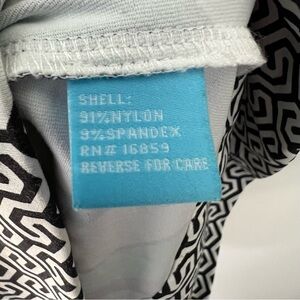 SHELL:
91%NYLON
9%SPANDEX
RN# 16859
REVERSE FOR CARE